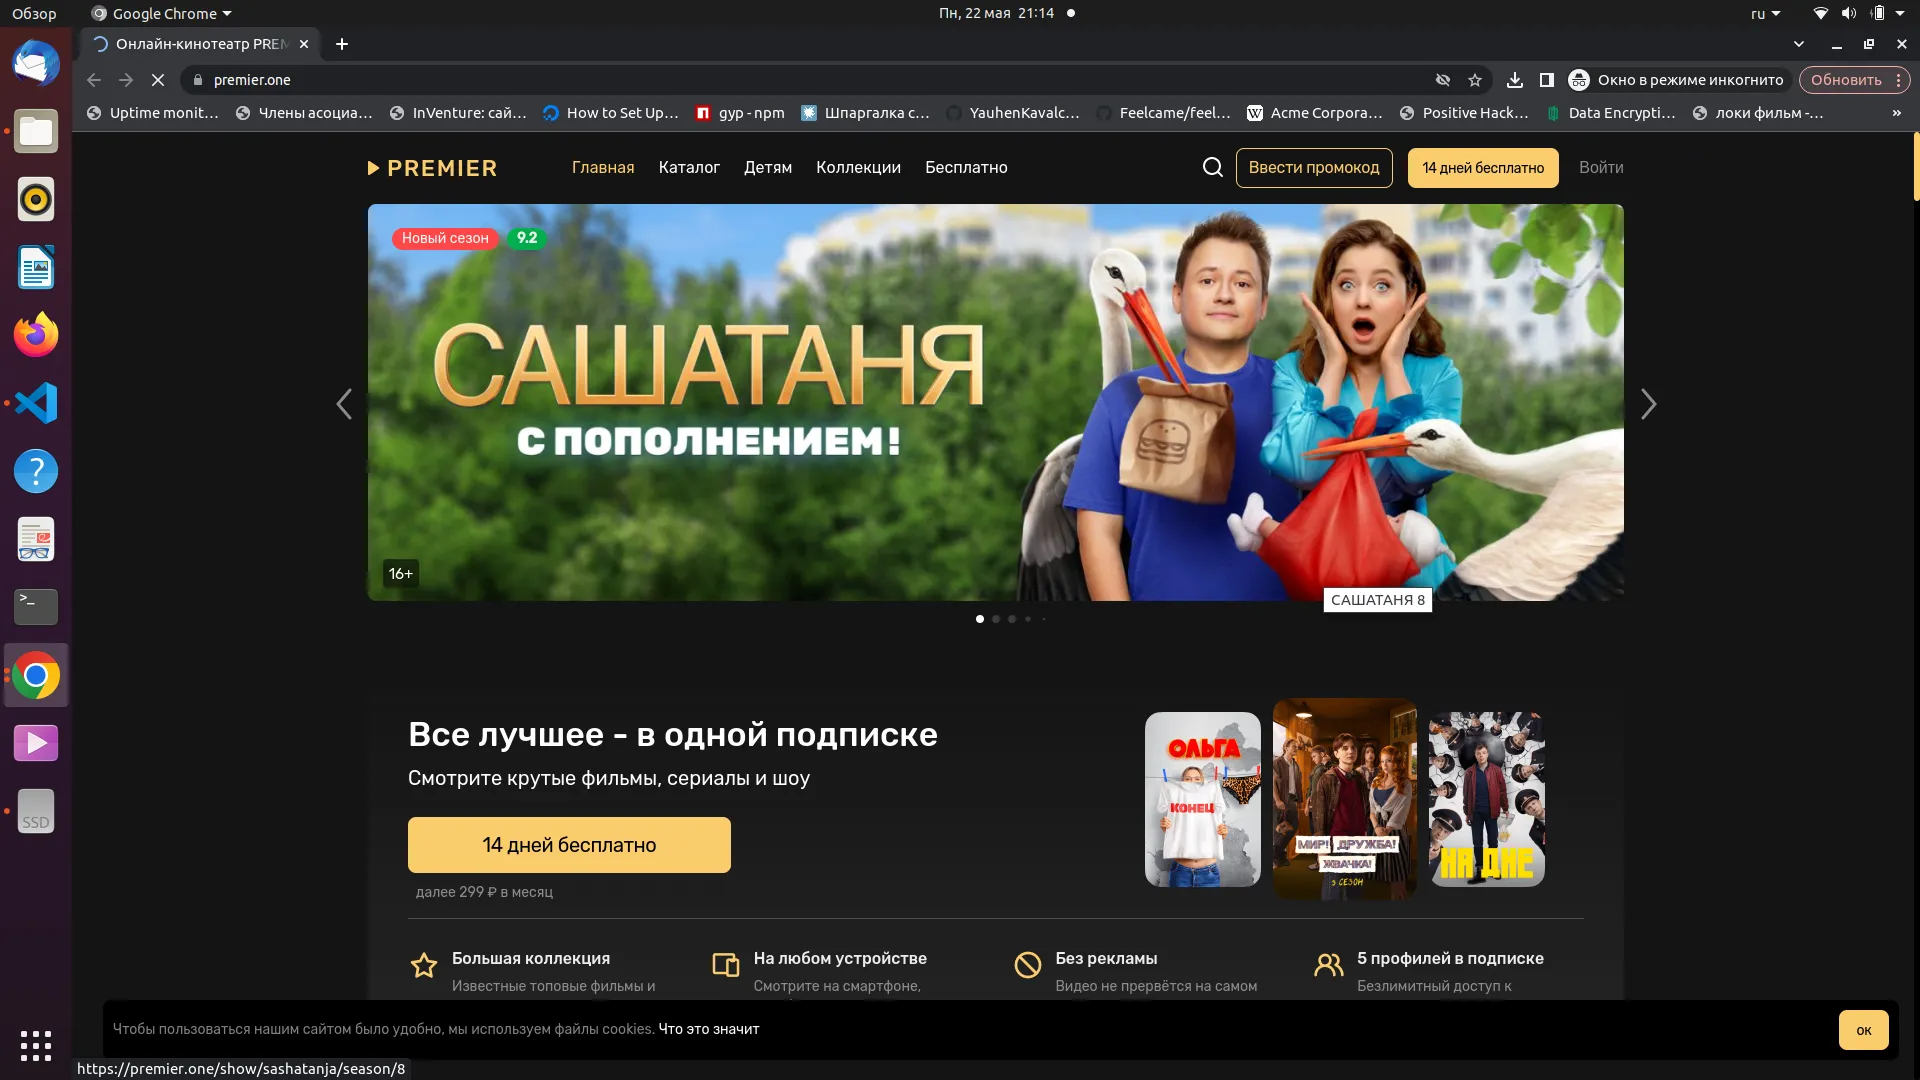 Обзор
Google Chrome
Пн, 22 мая 21:14
ru
Онлайн-кинотеатр PREM
premier.one
Окно в режиме инкогнито
Обновить
Uptime monit…
Члены асоциа…
InVenture: сай…
How to Set Up…
gyp - npm
Шпаргалка с…
YauhenKavalc…
Feelcame/feel…
Acme Corpora…
Positive Hack…
Data Encrypti…
локи фильм -…
»
PREMIER
Главная
Каталог
Детям
Коллекции
Бесплатно
Ввести промокод
14 дней бесплатно
Войти
Новый сезон
9.2
САШАТАНЯ
С ПОПОЛНЕНИЕМ!
16+
САШАТАНЯ 8
Все лучшее - в одной подписке
Смотрите крутые фильмы, сериалы и шоу
14 дней бесплатно
далее 299 ₽ в месяц
ОЛЬГА
КОНЕЦ
МИР! ДРУЖБА!
ЖВАЧКА!
3 СЕЗОН
НА ДНЕ
Большая коллекция
Известные топовые фильмы и
На любом устройстве
Смотрите на смартфоне,
Без рекламы
Видео не прервётся на самом
5 профилей в подписке
Безлимитный доступ к
Чтобы пользоваться нашим сайтом было удобно, мы используем файлы cookies. Что это значит
ок
https://premier.one/show/sashatanja/season/8
SSD